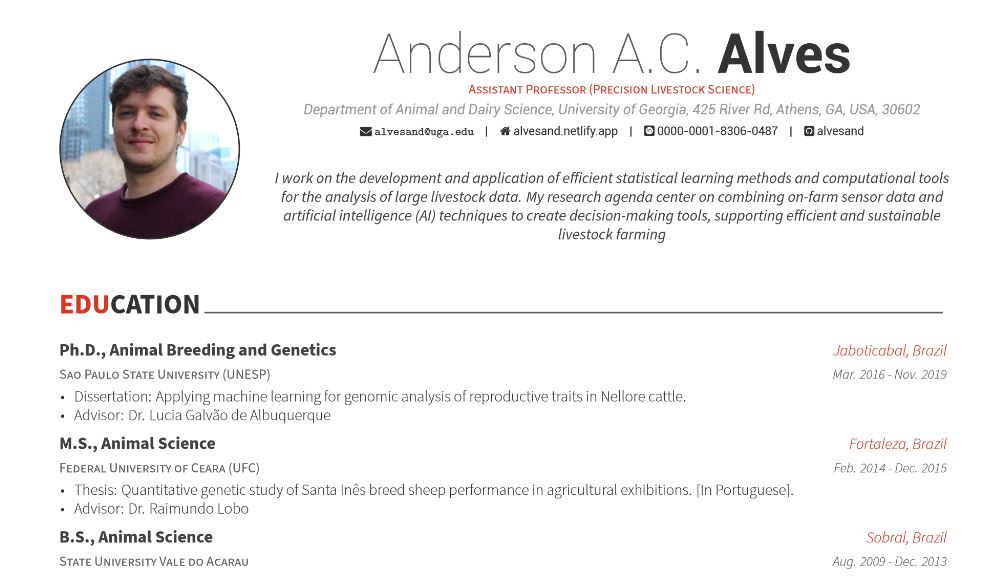 Anderson A.C. Alves
Assistant Professor (Precision Livestock Science)
Department of Animal and Dairy Science, University of Georgia, 425 River Rd, Athens, GA, USA, 30602
alvesand@uga.edu | alvesand.netlify.app | 0000-0001-8306-0487 | alvesand
I work on the development and application of efficient statistical learning methods and computational tools
for the analysis of large livestock data. My research agenda center on combining on-farm sensor data and
artificial intelligence (AI) techniques to create decision-making tools, supporting efficient and sustainable
livestock farming
EDUCATION
Ph.D., Animal Breeding and Genetics Jaboticabal, Brazil
Sao Paulo State University (UNESP) Mar. 2016 - Nov. 2019
• Dissertation: Applying machine learning for genomic analysis of reproductive traits in Nellore cattle.
• Advisor: Dr. Lucia Galvão de Albuquerque
M.S., Animal Science Fortaleza, Brazil
Federal University of Ceara (UFC) Feb. 2014 - Dec. 2015
• Thesis: Quantitative genetic study of Santa Inês breed sheep performance in agricultural exhibitions. [In Portuguese].
• Advisor: Dr. Raimundo Lobo
B.S., Animal Science Sobral, Brazil
State University Vale do Acarau Aug. 2009 - Dec. 2013